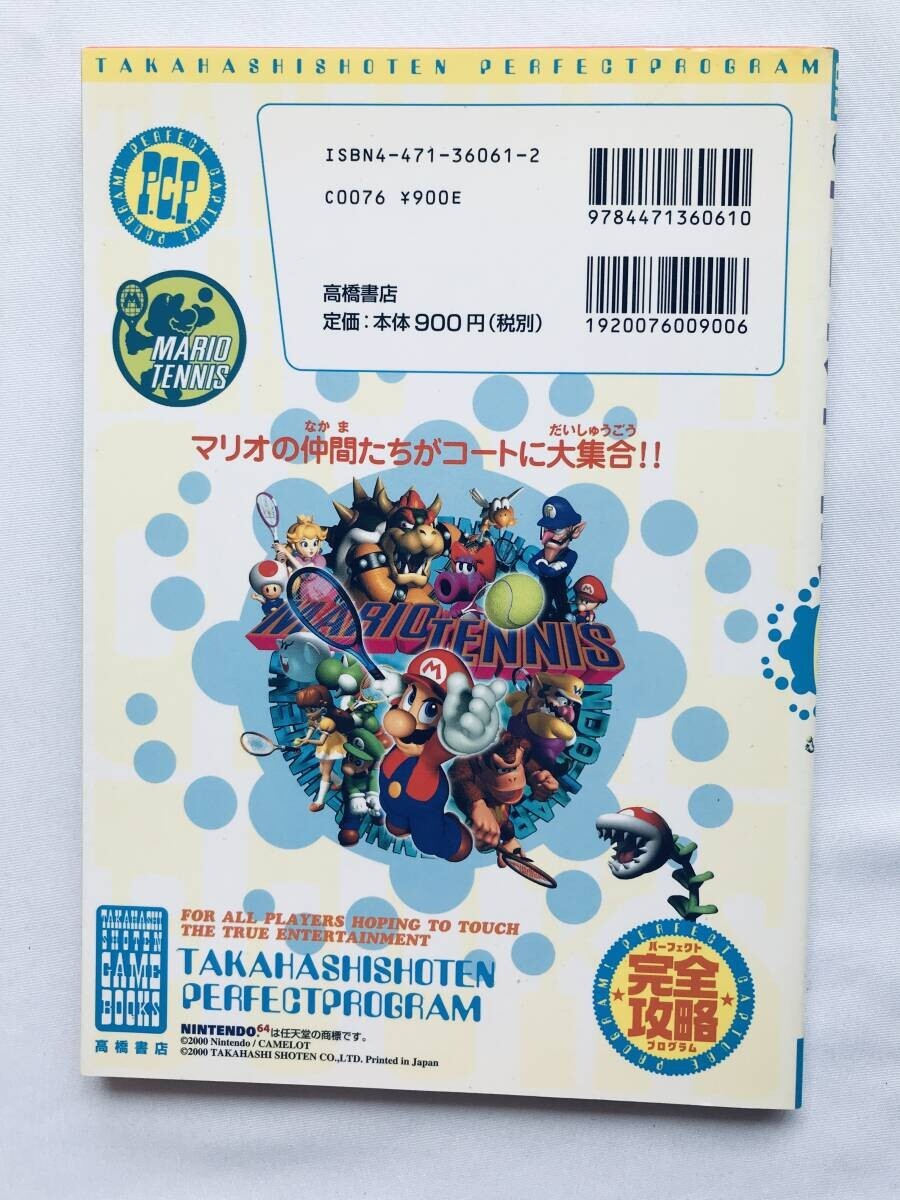 TAKAHASHISHOTEN PERFECTPROGRAM
PERFECT CAPTURE PROGRAM!
P.C.P.
ISBN4-471-36061-2
C0076 ¥900E
9784471360610
高橋書店
定価：本体900円（税別）
1920076009006
MARIO
TENNIS
なかま だいしゅうごう
マリオの仲間たちがコートに大集合!!
MARIO TENNIS
FOR ALL PLAYERS HOPING TO TOUCH
THE TRUE ENTERTAINMENT
TAKAHASHISHOTEN
PERFECTPROGRAM
TAKAHASHI
SHOTEN
GAME
BOOKS
高橋書店
NINTENDO64は任天堂の商標です。
©2000 Nintendo / CAMELOT
©2000 TAKAHASHI SHOTEN CO.,LTD. Printed in Japan
PERFECT CAPTURE PROGRAM!
パーフェクト
完全
攻略
プログラム